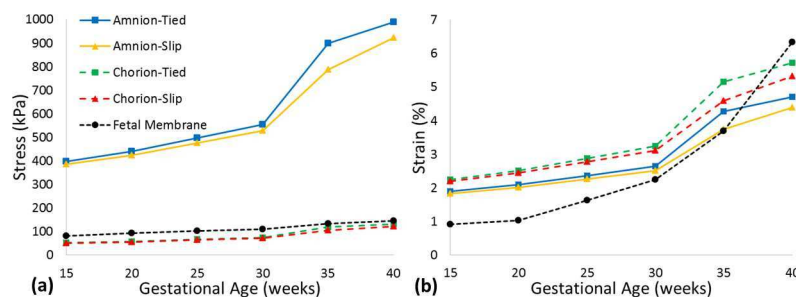 1000
900
800
700
600
500
400
300
200
100
0
Stress (kPa)
Amnion-Tied
Amnion-Slip
Chorion-Tied
Chorion-Slip
Fetal Membrane
15 20 25 30 35 40
(a) Gestational Age (weeks)
7
6
5
4
3
2
1
0
Strain (%)
15 20 25 30 35 40
(b) Gestational Age (weeks)